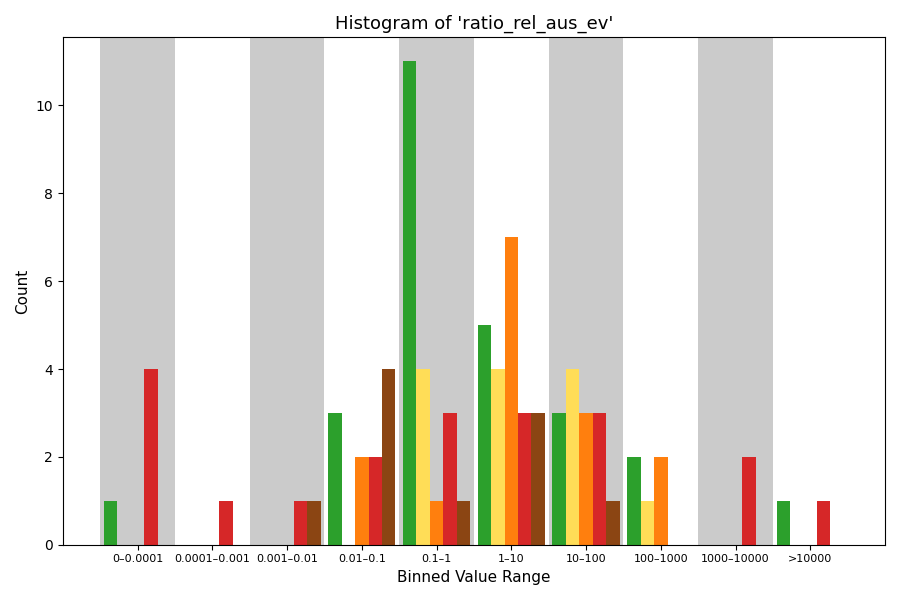 Histogram of 'ratio_rel_aus_ev'
Count
10
8
6
4
2
0
0–0.0001 0.0001–0.001 0.001–0.01 0.01–0.1 0.1–1 1–10 10–100 100–1000 1000–10000 >10000
Binned Value Range